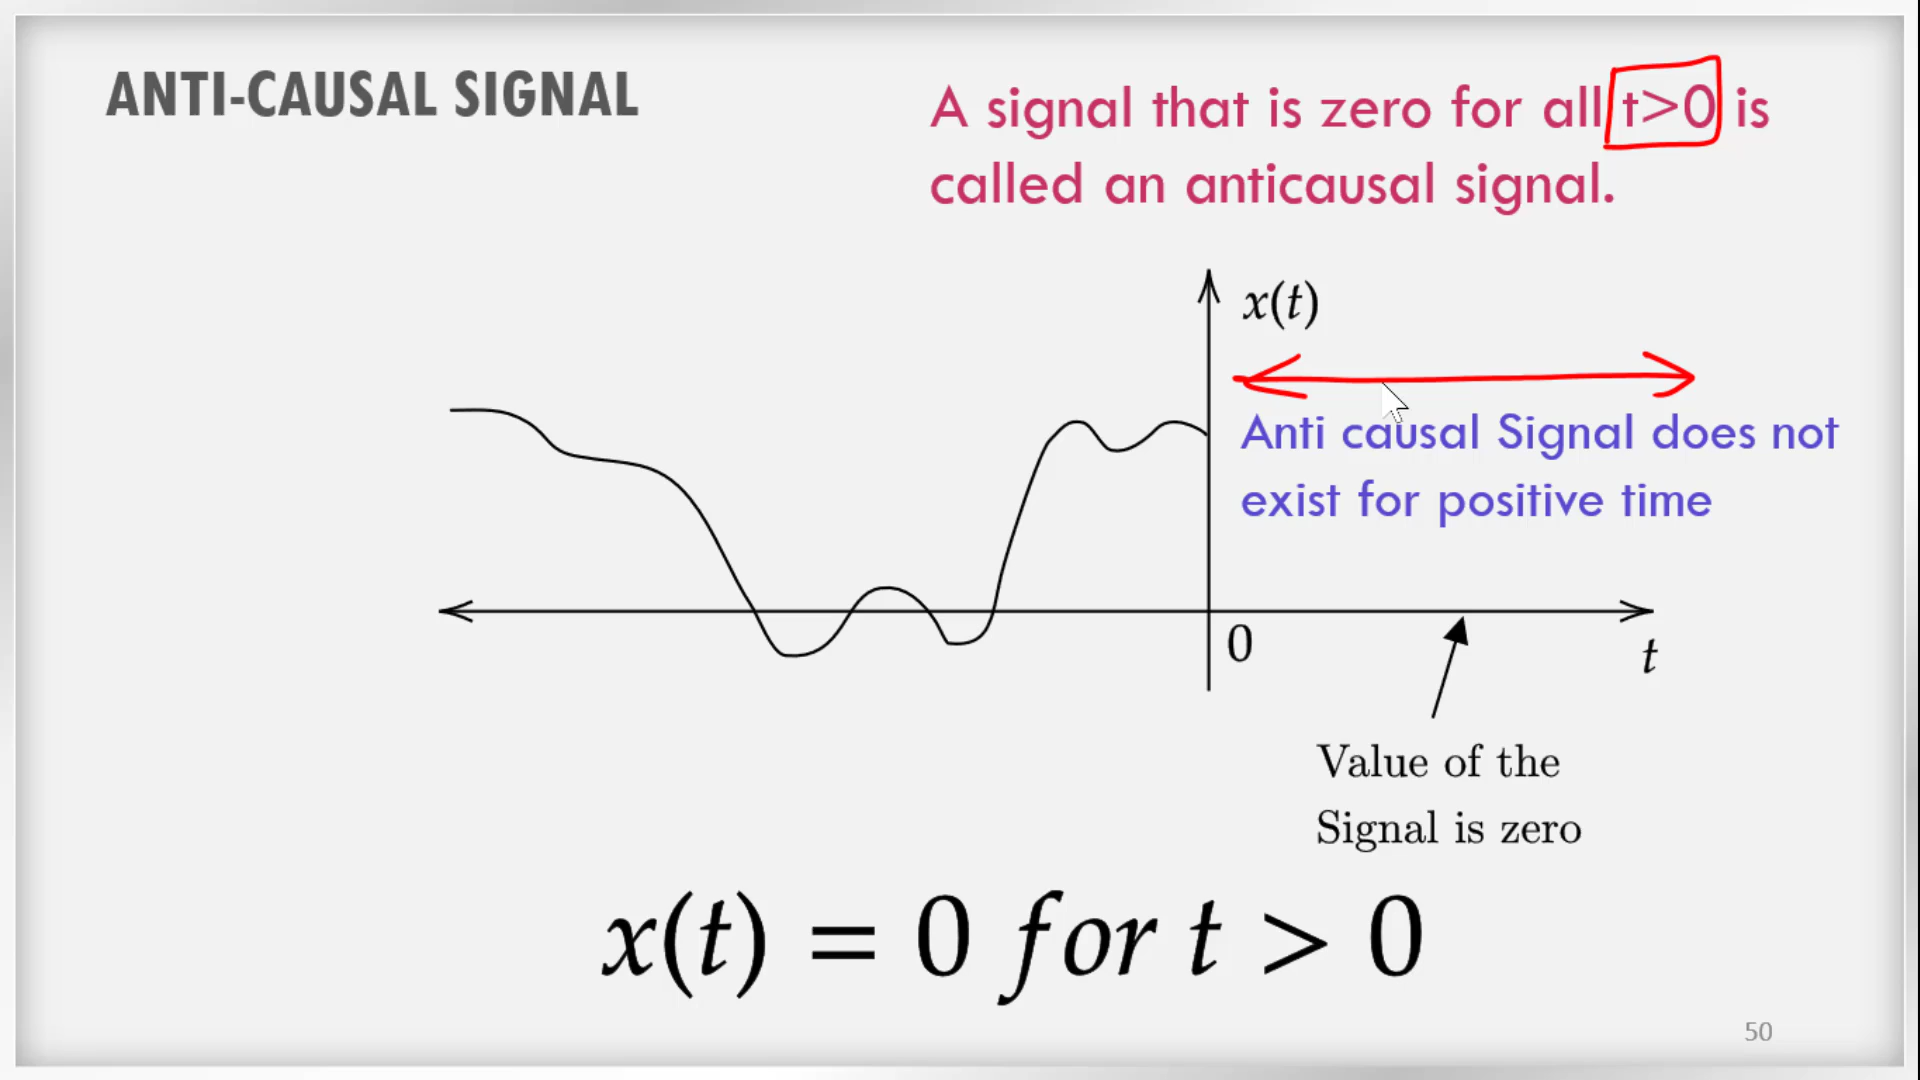 ANTI-CAUSAL SIGNAL
A signal that is zero for all t>0 is
called an anticausal signal.
x(t)
Anti causal Signal does not
exist for positive time
0
t
Value of the
Signal is zero
x(t) = 0 for t > 0
50